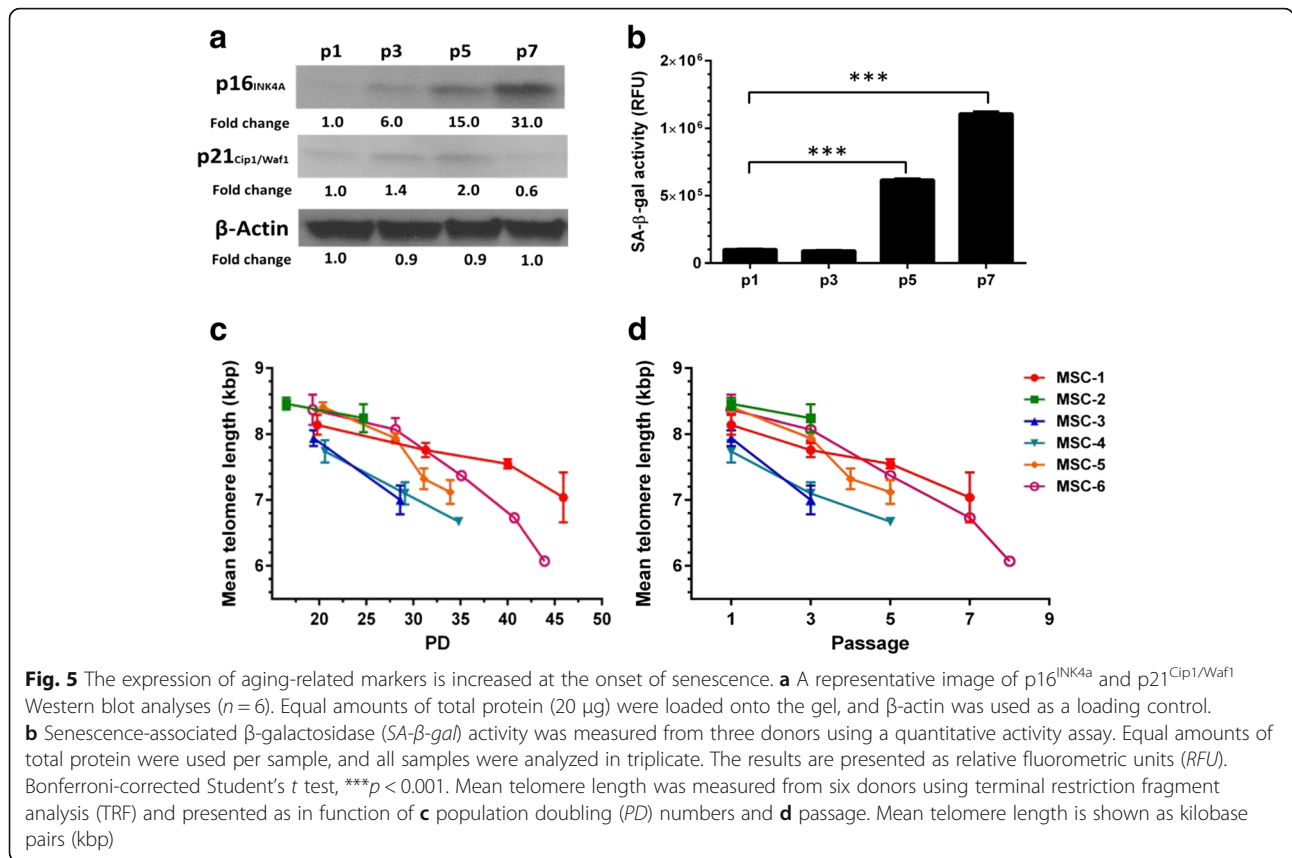 a
p1 p3 p5 p7
p16INK4A
Fold change 1.0 6.0 15.0 31.0
p21Cip1/Waf1
Fold change 1.0 1.4 2.0 0.6
β-Actin
Fold change 1.0 0.9 0.9 1.0
b
SA-β-gal activity (RFU)
2×10⁶
1×10⁶
5×10⁵
0
***
***
p1 p3 p5 p7
c
Mean telomere length (kbp)
9
8
7
6
20 25 30 35 40 45 50
PD
d
Mean telomere length (kbp)
9
8
7
6
1 3 5 7 9
Passage
MSC-1
MSC-2
MSC-3
MSC-4
MSC-5
MSC-6
Fig. 5 The expression of aging-related markers is increased at the onset of senescence. a A representative image of p16^INK4a and p21^Cip1/Waf1
Western blot analyses (n = 6). Equal amounts of total protein (20 μg) were loaded onto the gel, and β-actin was used as a loading control.
b Senescence-associated β-galactosidase (SA-β-gal) activity was measured from three donors using a quantitative activity assay. Equal amounts of
total protein were used per sample, and all samples were analyzed in triplicate. The results are presented as relative fluorometric units (RFU).
Bonferroni-corrected Student's t test, ***p < 0.001. Mean telomere length was measured from six donors using terminal restriction fragment
analysis (TRF) and presented as in function of c population doubling (PD) numbers and d passage. Mean telomere length is shown as kilobase
pairs (kbp)